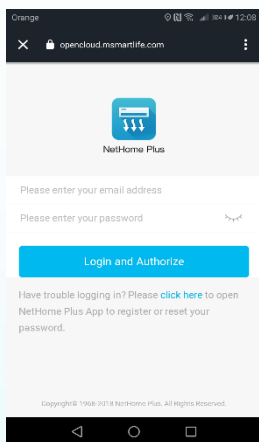 Orange 12:08
opencloud.msmartlife.com
NetHome Plus
Please enter your email address
Please enter your password
Login and Authorize
Have trouble logging in? Please click here to open
NetHome Plus App to register or reset your
password.
Copyright© 1968-2018 NetHome Plus. All Rights Reserved.